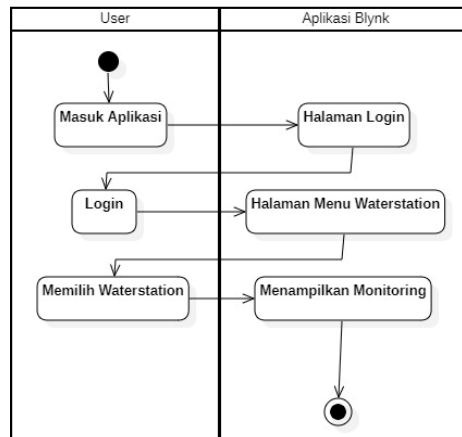 User
Aplikasi Blynk
Masuk Aplikasi
Halaman Login
Login
Halaman Menu Waterstation
Memilih Waterstation
Menampilkan Monitoring